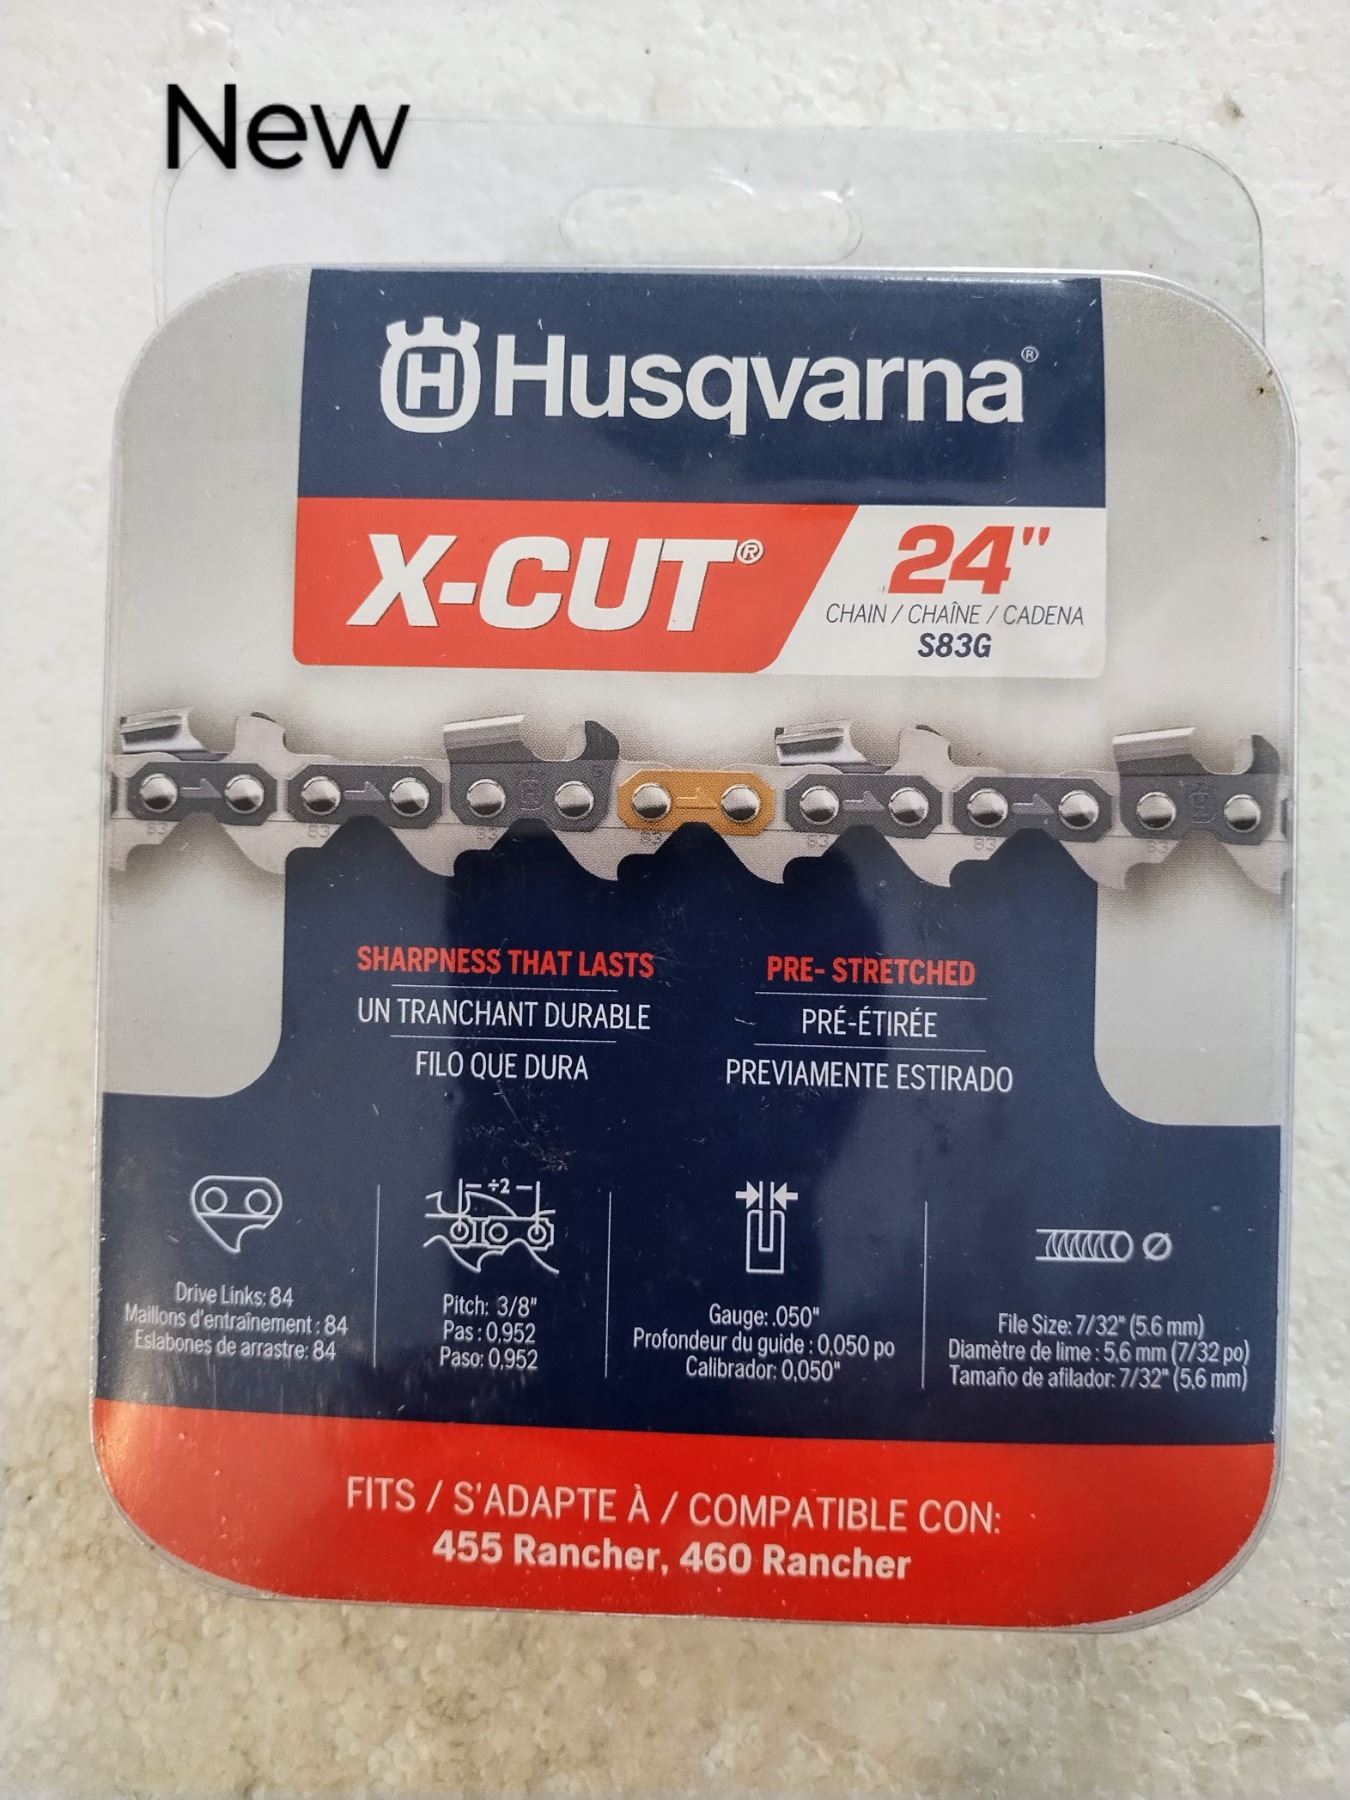 New
Husqvarna®
X-CUT®
24"
CHAIN / CHAÎNE / CADENA
S83G
SHARPNESS THAT LASTS
UN TRANCHANT DURABLE
FILO QUE DURA
PRE- STRETCHED
PRÉ-ÉTIRÉE
PREVIAMENTE ESTIRADO
Drive Links: 84
Maillons d'entraînement : 84
Eslabones de arrastre: 84
÷2
Pitch: 3/8"
Pas : 0,952
Paso: 0,952
Gauge: .050"
Profondeur du guide : 0,050 po
Calibrador: 0,050"
Ø
File Size: 7/32" (5.6 mm)
Diamètre de lime : 5,6 mm (7/32 po)
Tamaño de afilador: 7/32" (5,6 mm)
FITS / S'ADAPTE À / COMPATIBLE CON:
455 Rancher, 460 Rancher